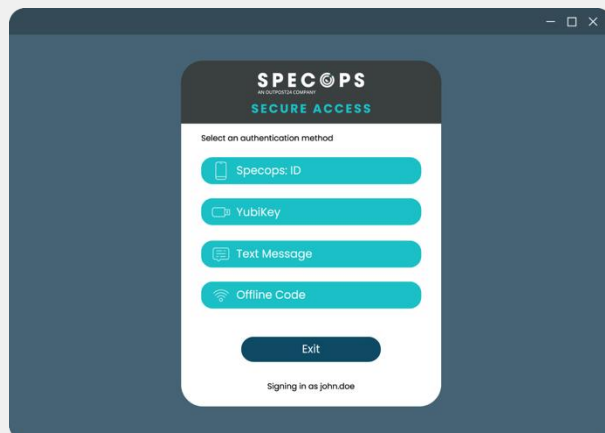 SPECOPS
AN OUTPOST24 COMPANY
SECURE ACCESS
Select an authentication method
Specops: ID
YubiKey
Text Message
Offline Code
Exit
Signing in as john.doe